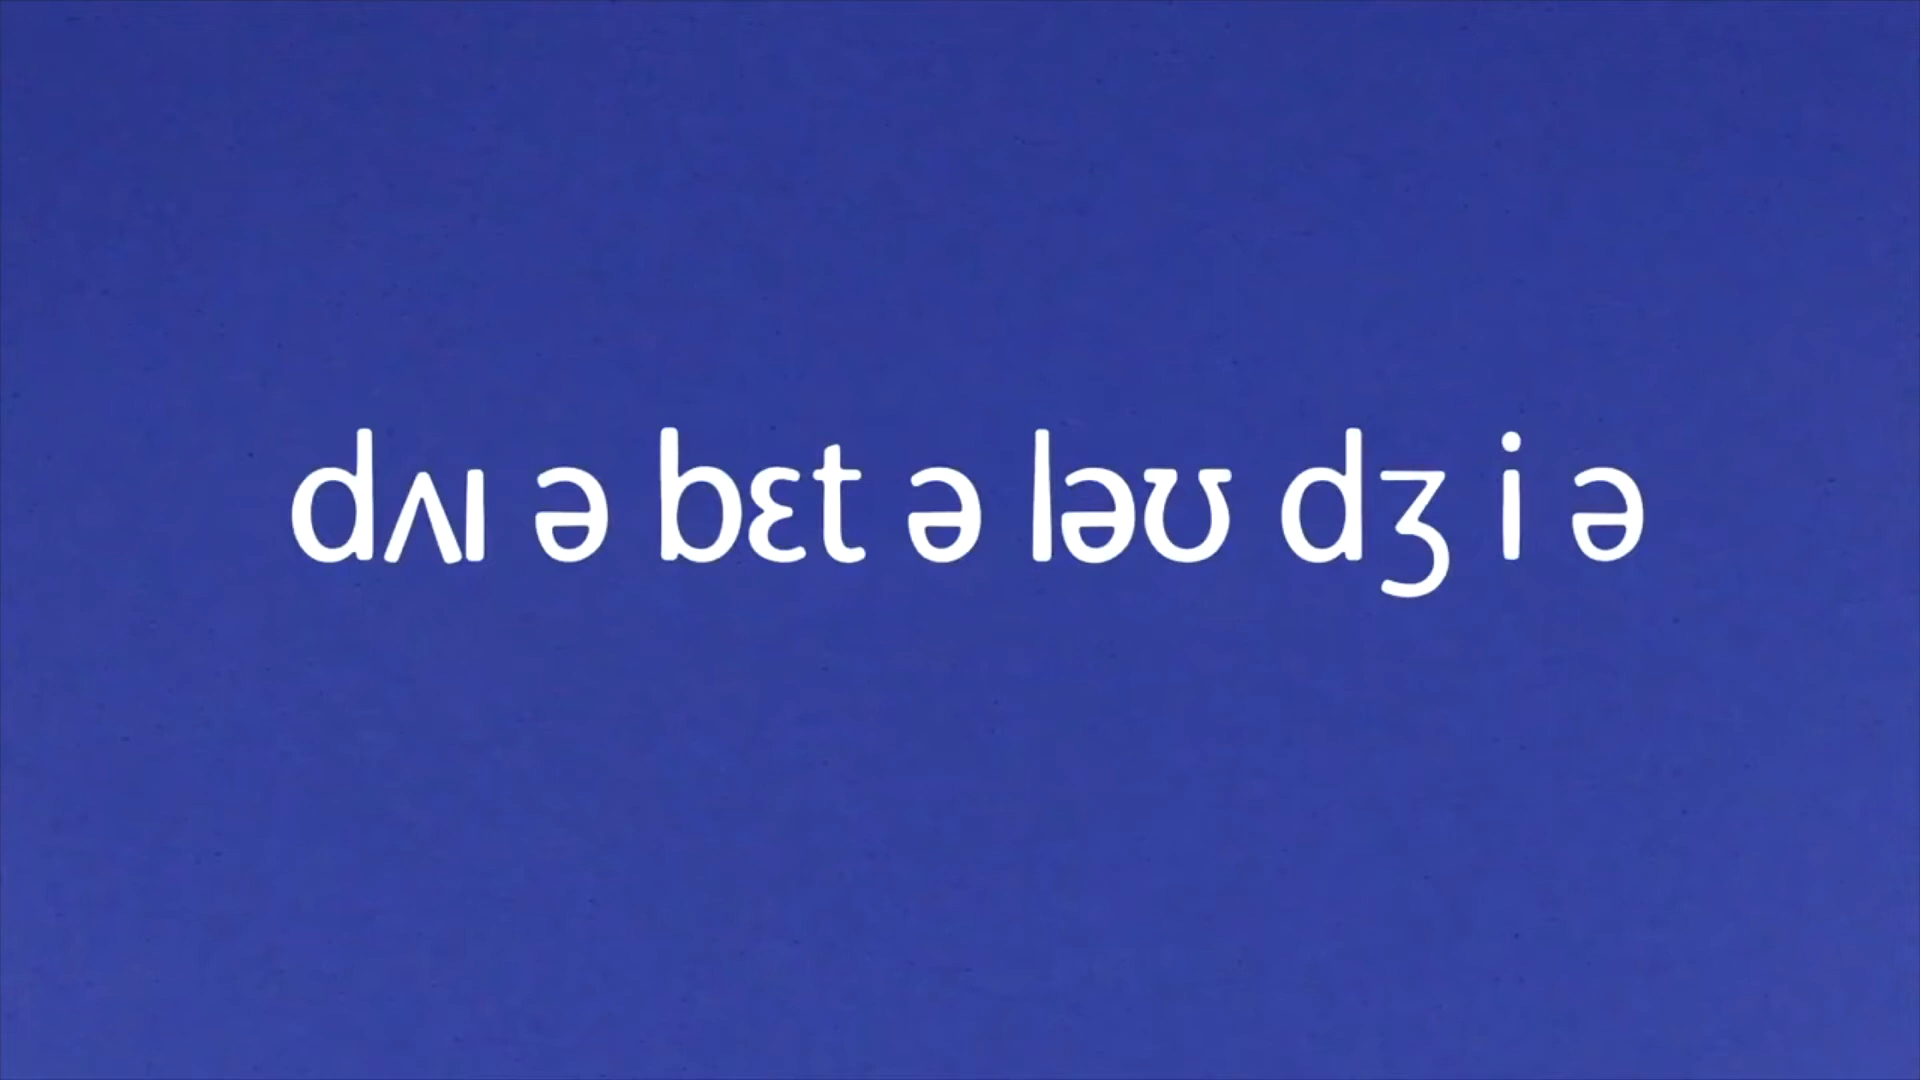 dʌɪ ə bɛt ə ləʊ dʒ i ə